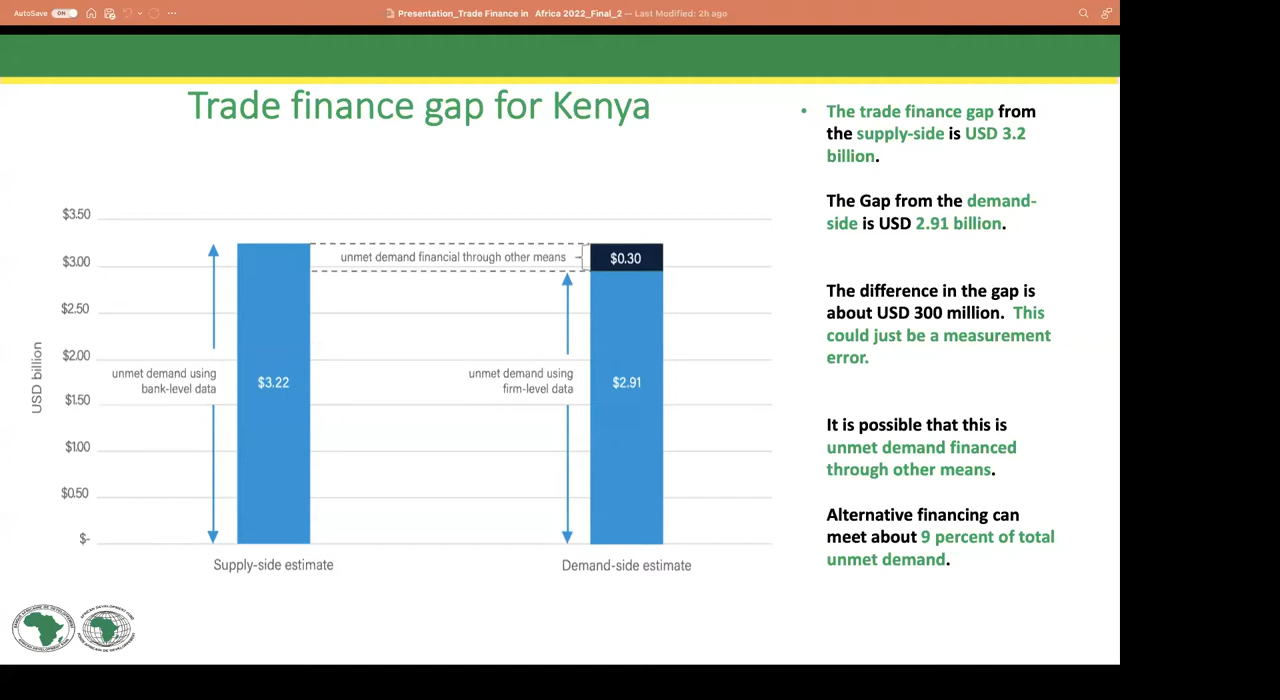 AutoSave ON
Presentation_Trade Finance in Africa 2022_Final_2 — Last Modified: 2h ago
Trade finance gap for Kenya
$3.50
$3.00
$2.50
$2.00
$1.50
$1.00
$0.50
$-
USD billion
unmet demand using
bank-level data
$3.22
unmet demand financial through other means
$0.30
unmet demand using
firm-level data
$2.91
Supply-side estimate
Demand-side estimate
• The trade finance gap from
the supply-side is USD 3.2
billion.
The Gap from the demand-
side is USD 2.91 billion.
The difference in the gap is
about USD 300 million. This
could just be a measurement
error.
It is possible that this is
unmet demand financed
through other means.
Alternative financing can
meet about 9 percent of total
unmet demand.